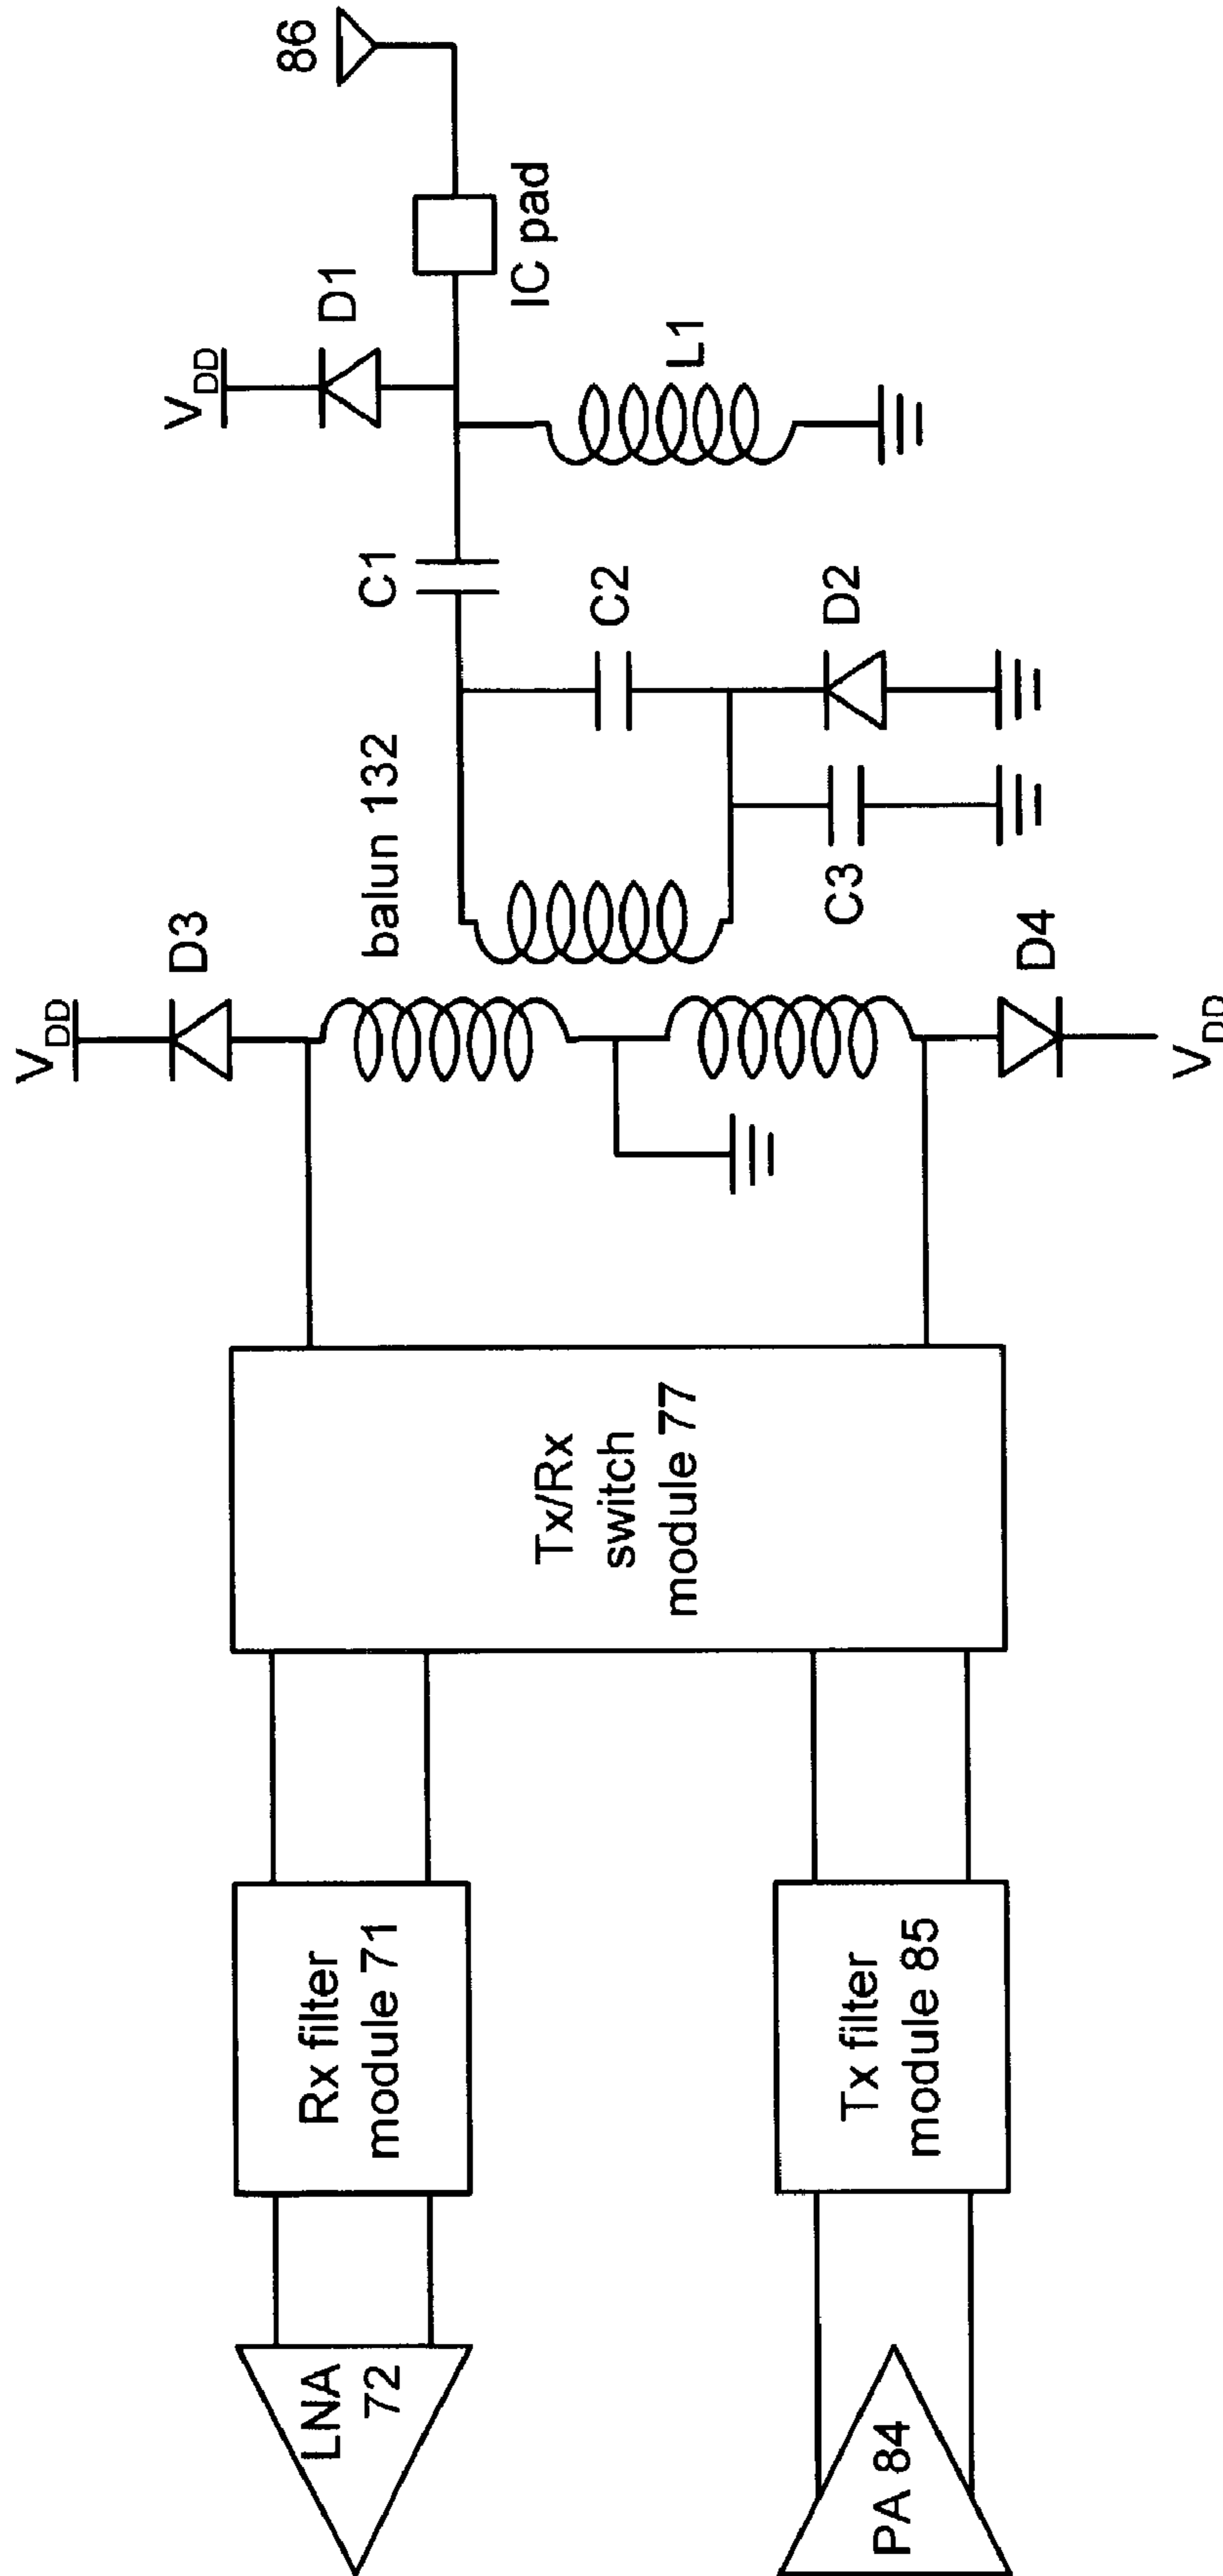 LNA
72
Rx filter
module 71
PA 84
Tx filter
module 85
Tx/Rx
switch
module 77
VDD
D3
D4
VDD
balun 132
C3
C2
D2
C1
VDD
D1
L1
IC pad
86